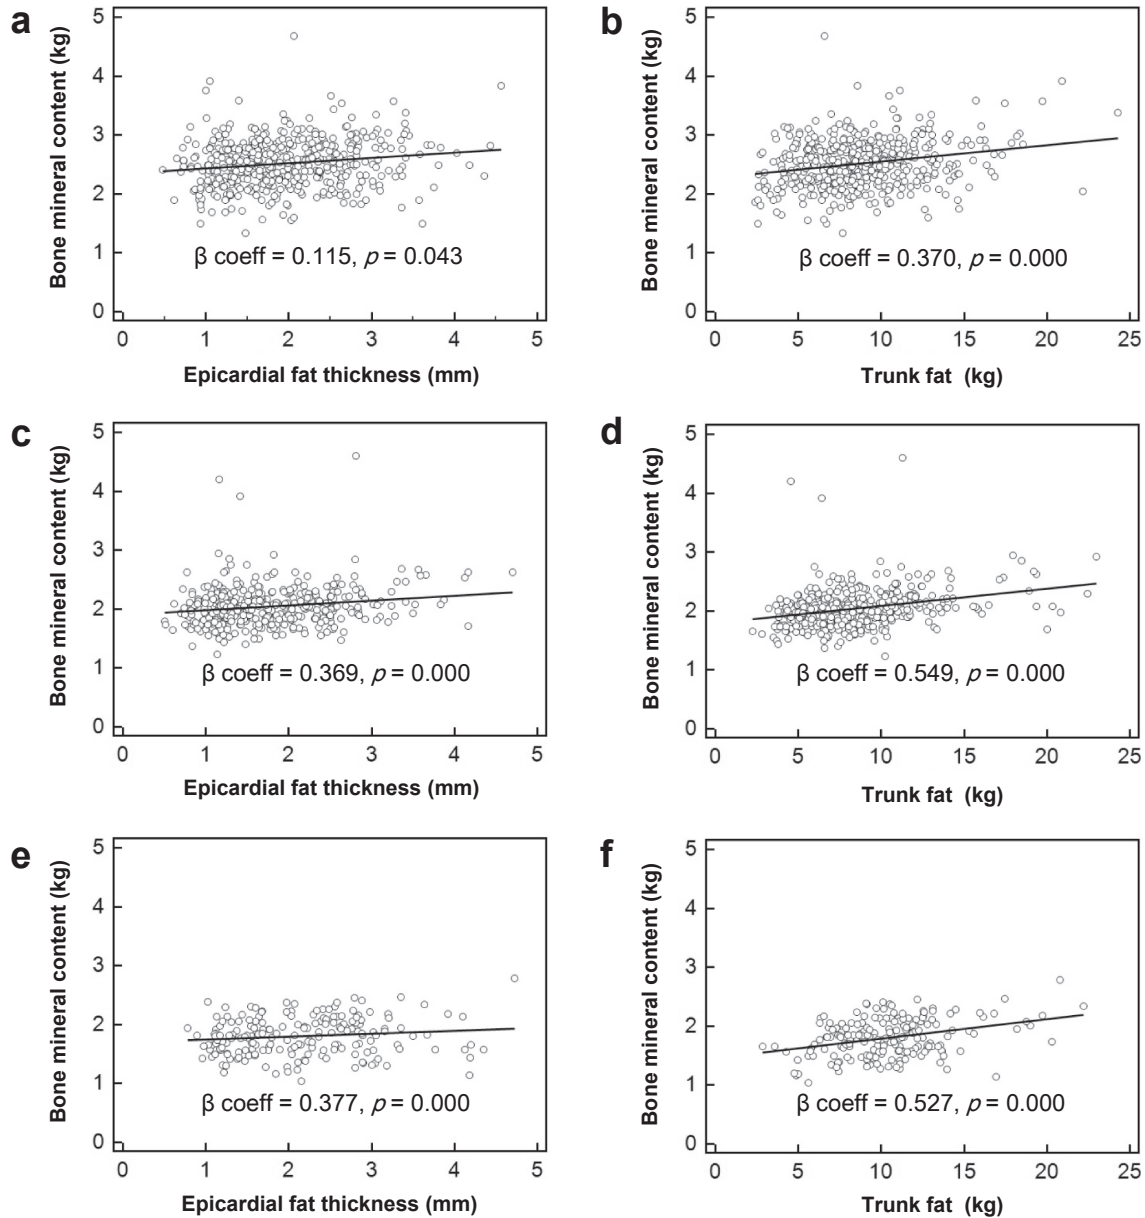 a
Bone mineral content (kg)
5
4
3
2
1
0
β coeff = 0.115, p = 0.043
0 1 2 3 4 5
Epicardial fat thickness (mm)
b
Bone mineral content (kg)
5
4
3
2
1
0
β coeff = 0.370, p = 0.000
0 5 10 15 20 25
Trunk fat (kg)
c
Bone mineral content (kg)
5
4
3
2
1
0
β coeff = 0.369, p = 0.000
0 1 2 3 4 5
Epicardial fat thickness (mm)
d
Bone mineral content (kg)
5
4
3
2
1
0
β coeff = 0.549, p = 0.000
0 5 10 15 20 25
Trunk fat (kg)
e
Bone mineral content (kg)
5
4
3
2
1
0
β coeff = 0.377, p = 0.000
0 1 2 3 4 5
Epicardial fat thickness (mm)
f
Bone mineral content (kg)
5
4
3
2
1
0
β coeff = 0.527, p = 0.000
0 5 10 15 20 25
Trunk fat (kg)